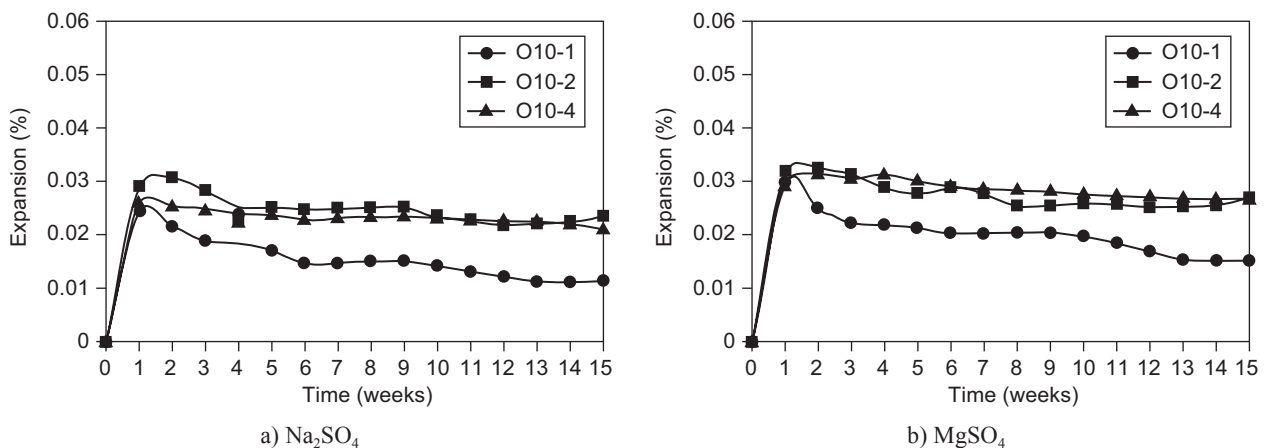 0.06
0.05
0.04
0.03
0.02
0.01
0
Expansion (%)
O10-1
O10-2
O10-4
0 1 2 3 4 5 6 7 8 9 10 11 12 13 14 15
Time (weeks)
a) Na₂SO₄
0.06
0.05
0.04
0.03
0.02
0.01
0
Expansion (%)
O10-1
O10-2
O10-4
0 1 2 3 4 5 6 7 8 9 10 11 12 13 14 15
Time (weeks)
b) MgSO₄